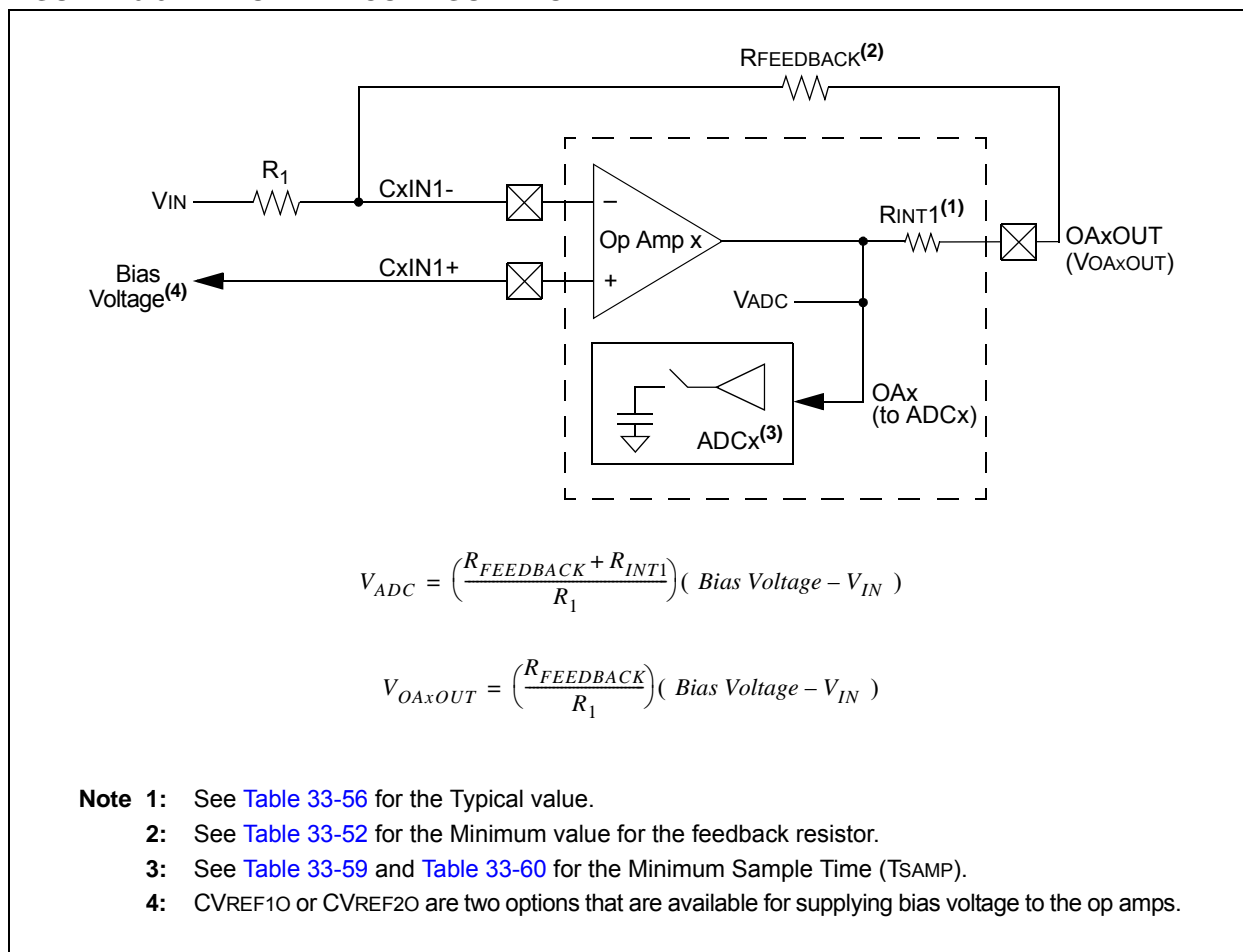 RFEEDBACK(2)
R1
VIN
CxIN1-
–
Op Amp x
RINT1(1)
OAxOUT
(VOAxOUT)
Bias
Voltage(4)
CxIN1+
+
VADC
OAx
(to ADCx)
ADCx(3)
VADC = (RFEEDBACK + RINT1 / R1) ( Bias Voltage – VIN )
VOAxOUT = (RFEEDBACK / R1) ( Bias Voltage – VIN )
Note 1: See Table 33-56 for the Typical value.
2: See Table 33-52 for the Minimum value for the feedback resistor.
3: See Table 33-59 and Table 33-60 for the Minimum Sample Time (TSAMP).
4: CVREF1O or CVREF2O are two options that are available for supplying bias voltage to the op amps.